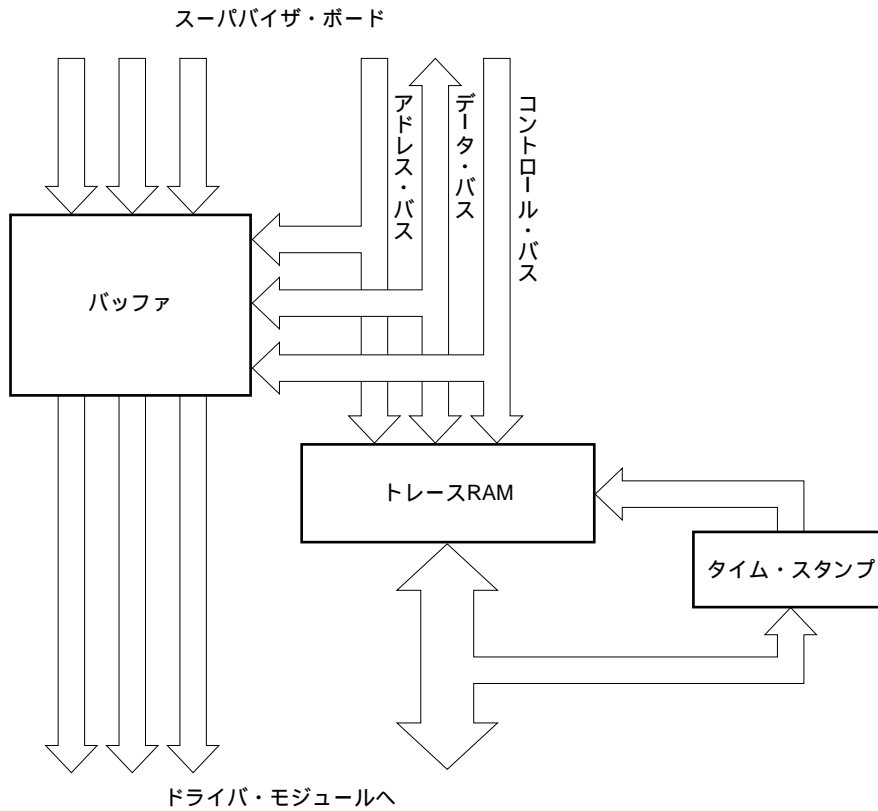 スーパバイザ・ボード
アドレス・バス
データ・バス
コントロール・バス
バッファ
トレースRAM
タイム・スタンプ
ドライバ・モジュールへ